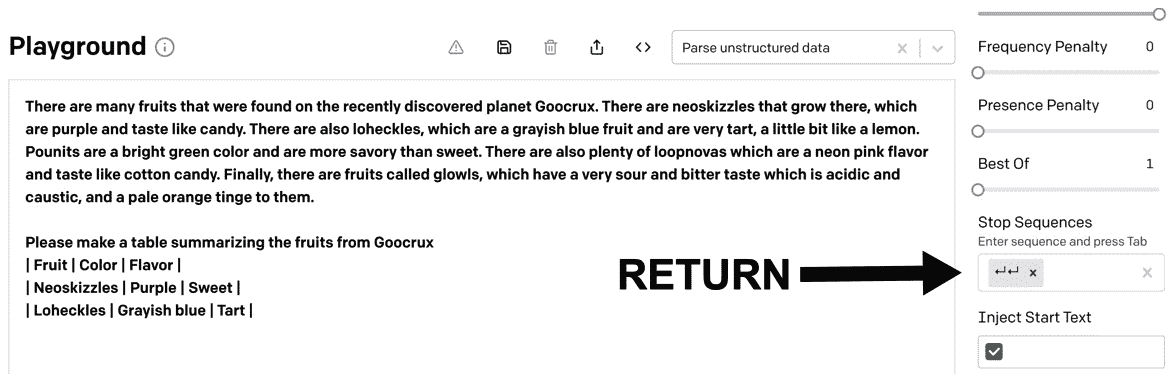 Playground
Parse unstructured data
There are many fruits that were found on the recently discovered planet Goocrux. There are neoskizzles that grow there, which
are purple and taste like candy. There are also loheckles, which are a grayish blue fruit and are very tart, a little bit like a lemon.
Pounits are a bright green color and are more savory than sweet. There are also plenty of loopnovas which are a neon pink flavor
and taste like cotton candy. Finally, there are fruits called glowls, which have a very sour and bitter taste which is acidic and
caustic, and a pale orange tinge to them.
Please make a table summarizing the fruits from Goocrux
| Fruit | Color | Flavor |
| Neoskizzles | Purple | Sweet |
| Loheckles | Grayish blue | Tart |
RETURN
Frequency Penalty 0
Presence Penalty 0
Best Of 1
Stop Sequences
Enter sequence and press Tab
↵↵ x
Inject Start Text